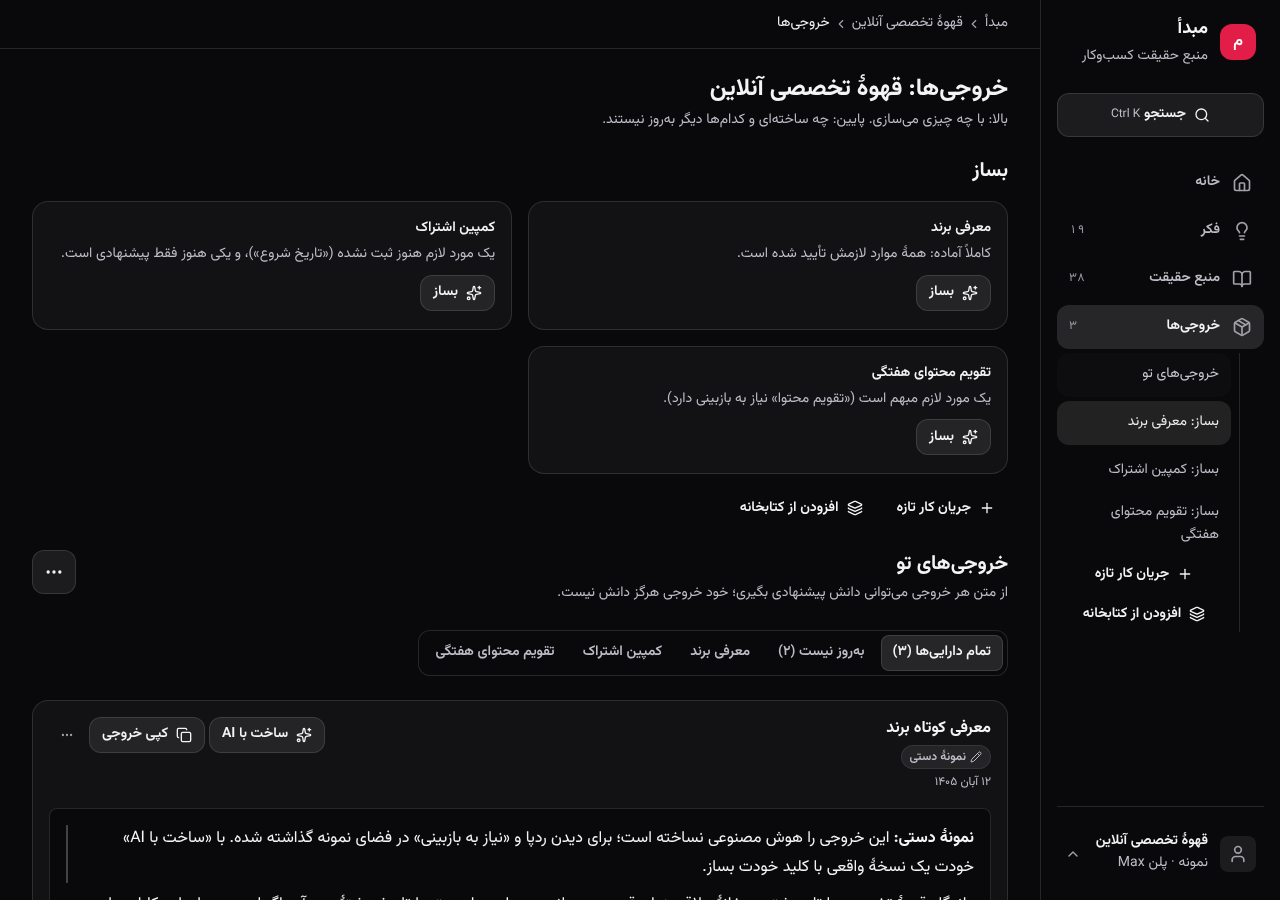 مبدأ
منبع حقیقت کسب‌وکار
جستجو Ctrl K
خانه
فکر ۱۹
منبع حقیقت ۳۸
خروجی‌ها ۳
خروجی‌های تو
بساز: معرفی برند
بساز: کمپین اشتراک
بساز: تقویم محتوای
هفتگی
جریان کار تازه
افزودن از کتابخانه
قهوهٔ تخصصی آنلاین
نمونه · پلن Max
مبدأ › قهوهٔ تخصصی آنلاین › خروجی‌ها
خروجی‌ها: قهوهٔ تخصصی آنلاین
بالا: با چه چیزی می‌سازی. پایین: چه ساخته‌ای و کدام‌ها دیگر به‌روز نیستند.
بساز
معرفی برند
کاملاً آماده: همهٔ موارد لازمش تأیید شده است.
بساز
کمپین اشتراک
یک مورد لازم هنوز ثبت نشده («تاریخ شروع»)، و یکی هنوز فقط پیشنهادی است.
بساز
تقویم محتوای هفتگی
یک مورد لازم مبهم است («تقویم محتوا» نیاز به بازبینی دارد).
بساز
جریان کار تازه
افزودن از کتابخانه
خروجی‌های تو
از متن هر خروجی می‌توانی دانش پیشنهادی بگیری؛ خود خروجی هرگز دانش نیست.
تمام دارایی‌ها (۳)
به‌روز نیست (۲)
معرفی برند
کمپین اشتراک
تقویم محتوای هفتگی
معرفی کوتاه برند
نمونهٔ دستی
۱۲ آبان ۱۴۰۵
ساخت با AI
کپی خروجی
نمونهٔ دستی: این خروجی را هوش مصنوعی نساخته است؛ برای دیدن ردپا و «نیاز به بازبینی» در فضای نمونه گذاشته شده. با «ساخت با AI»
خودت یک نسخهٔ واقعی با کلید خودت بساز.